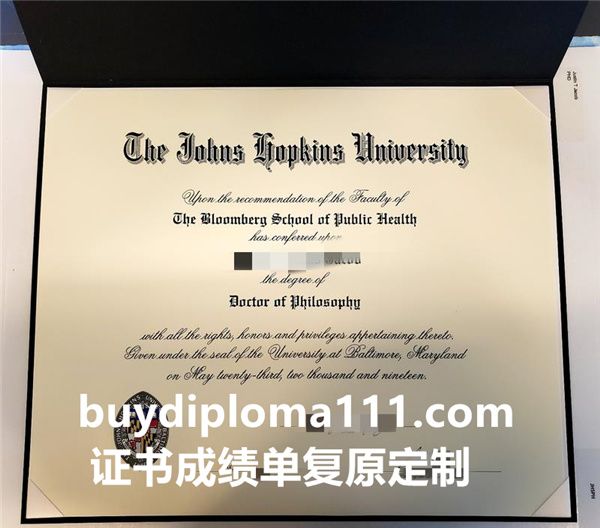 The Johns Hopkins University
Upon the recommendation of the Faculty of
The Bloomberg School of Public Health
has conferred upon
the degree of
Doctor of Philosophy
with all the rights, honors and privileges appertaining thereto.
Given under the seal of the University at Baltimore, Maryland
on May twenty-third, two thousand and nineteen.
buydiploma111.com
证书成绩单复原定制
PHD
JHSPH